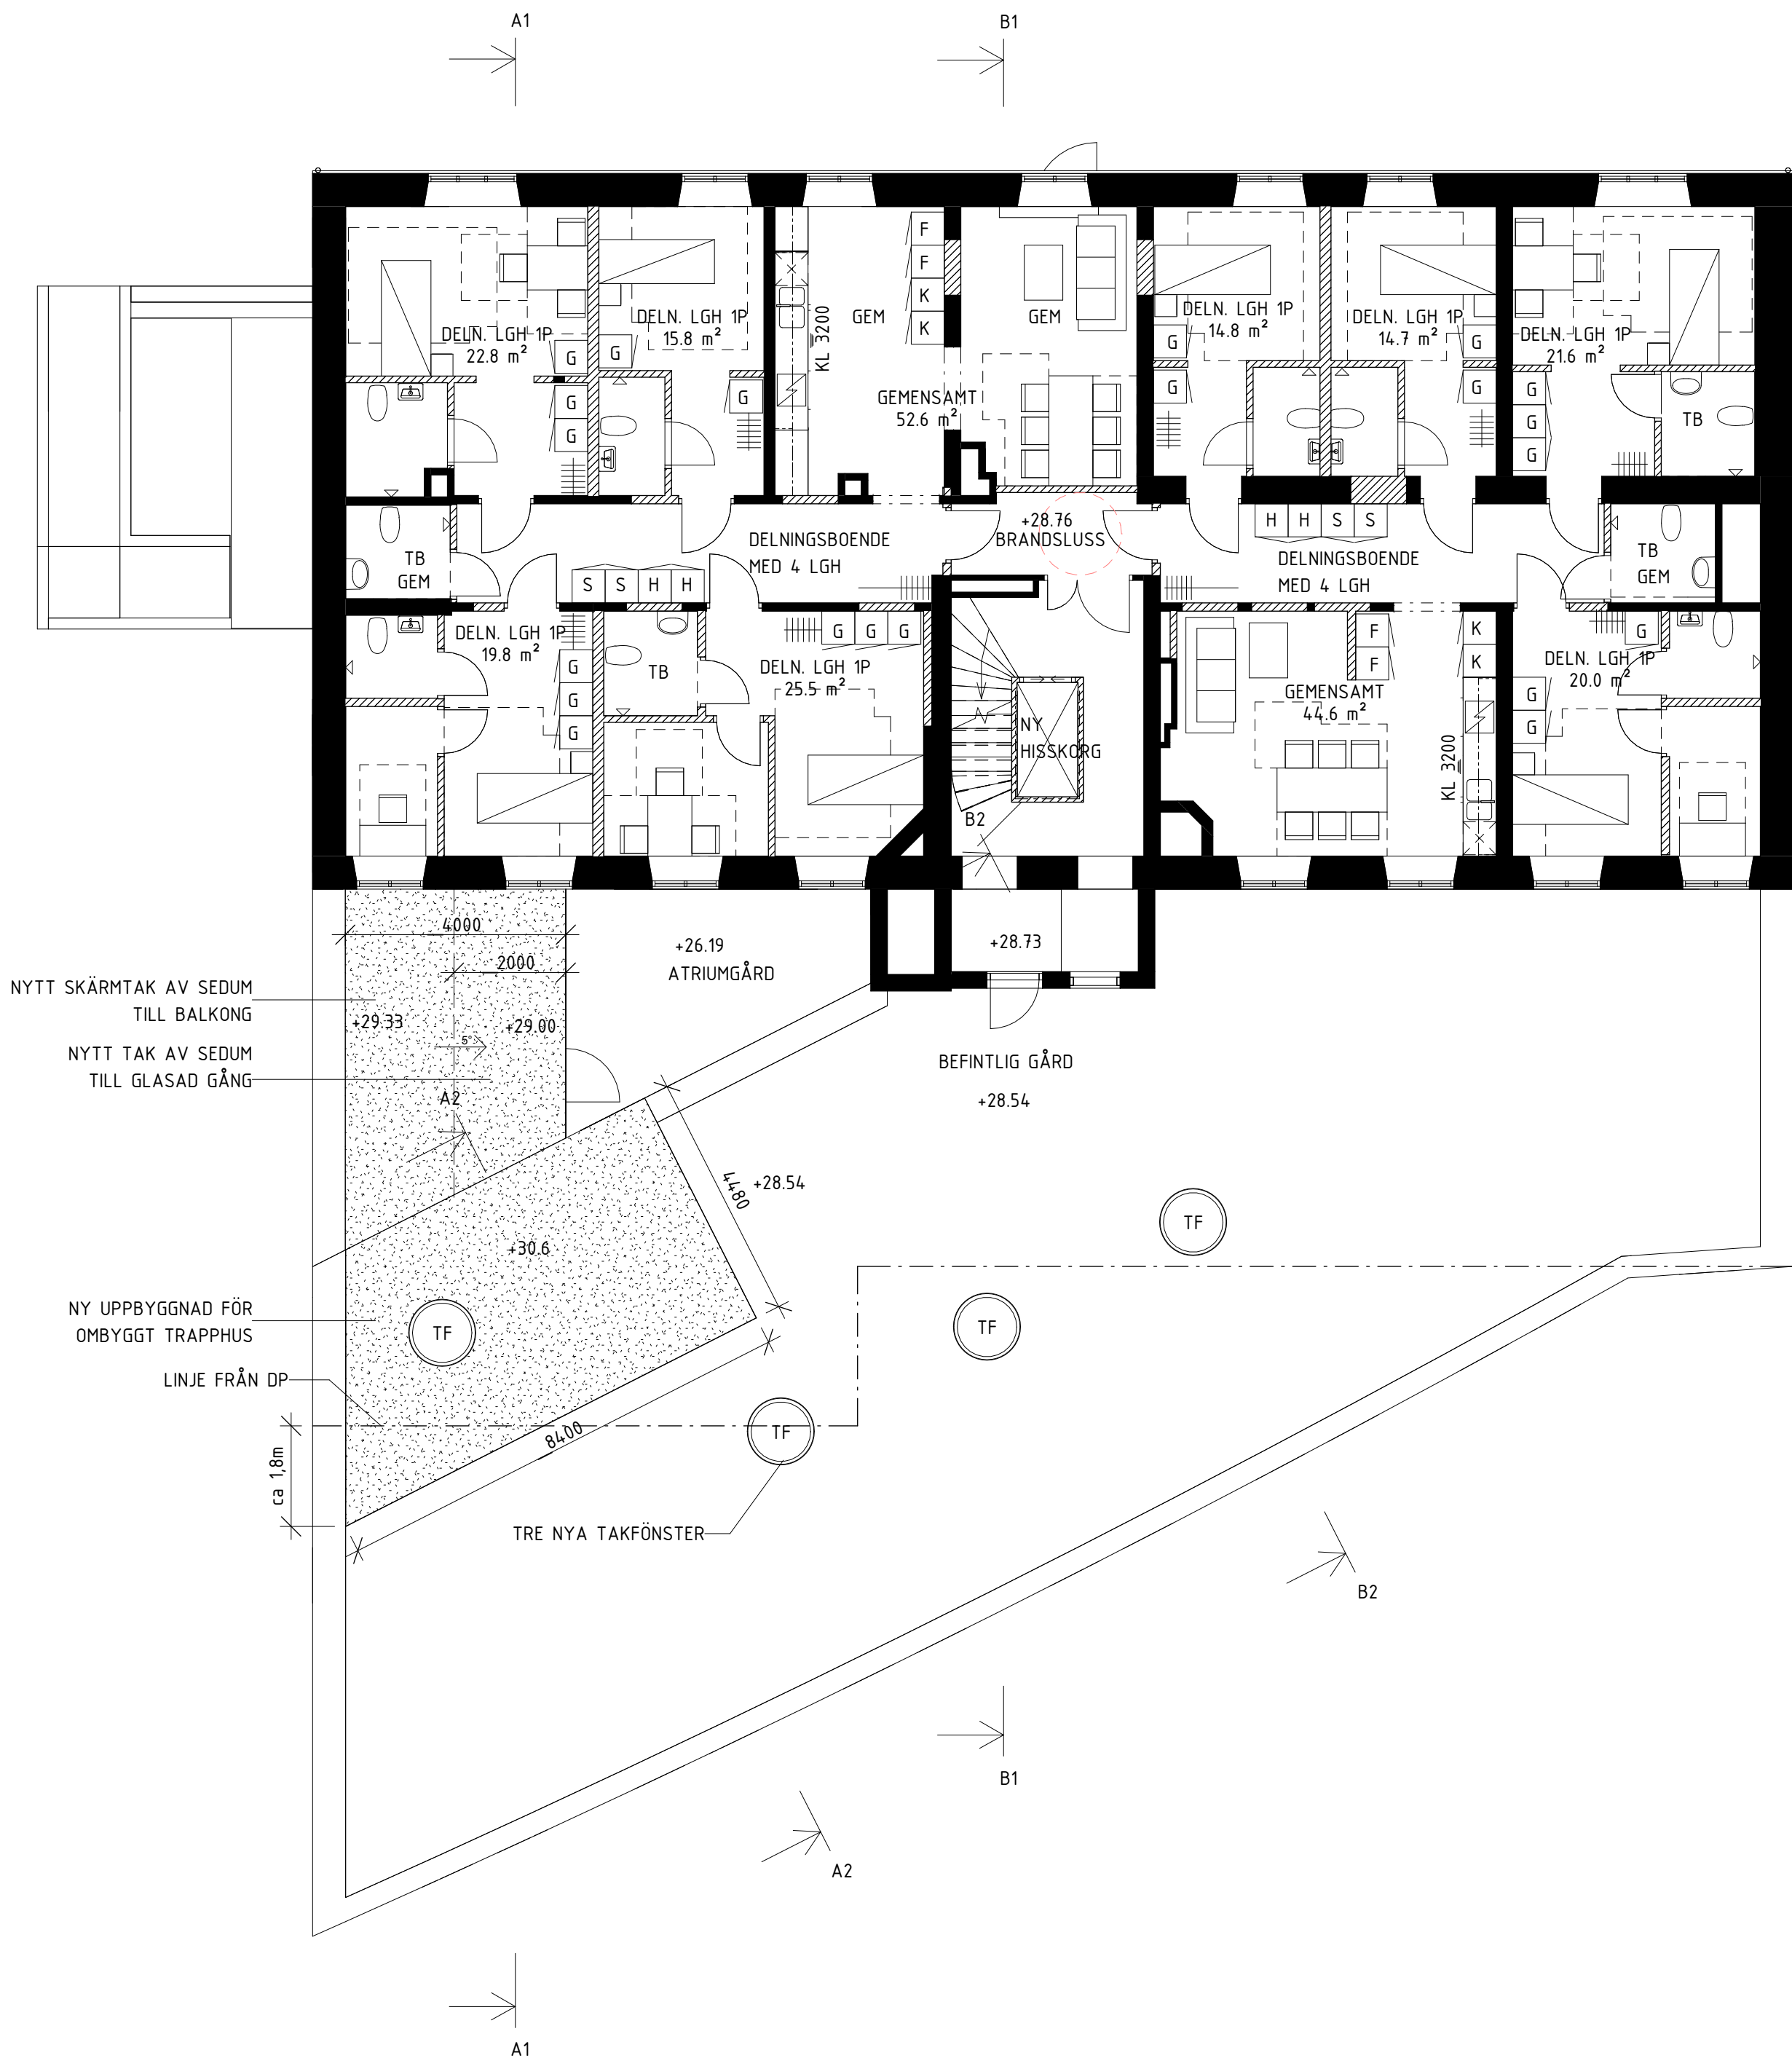 A1
B1
DELN. LGH 1P
22.8 m²
DELN. LGH 1P
15.8 m²
GEM
GEM
DELN. LGH 1P
14.8 m²
DELN. LGH 1P
14.7 m²
DELN. LGH 1P
21.6 m²
F
F
K
K
KL 3200
G
G
G
G
G
G
G
G
G
G
G
G
TB
GEMENSAMT
52.6 m²
TB
GEM
S
S
H
H
DELNINGSBOENDE
MED 4 LGH
+28.76
BRANDSLUSS
H
H
S
S
DELNINGSBOENDE
MED 4 LGH
TB
GEM
DELN. LGH 1P
19.8 m²
G
G
G
TB
G
G
G
DELN. LGH 1P
25.5 m²
NY
HISSKORG
B2
F
F
K
K
GEMENSAMT
44.6 m²
KL 3200
G
DELN. LGH 1P
20.0 m²
G
G
4000
2000
+26.19
ATRIUMGÅRD
+28.73
NYTT SKÄRMTAK AV SEDUM
TILL BALKONG
+29.33
+29.00
5°
NYTT TAK AV SEDUM
TILL GLASAD GÅNG
A2
BEFINTLIG GÅRD
+28.54
4480
+28.54
TF
+30.6
NY UPPBYGGNAD FÖR
OMBYGGT TRAPPHUS
TF
TF
LINJE FRÅN DP
8400
TF
ca 1,8m
TRE NYA TAKFÖNSTER
B2
B1
A2
A1